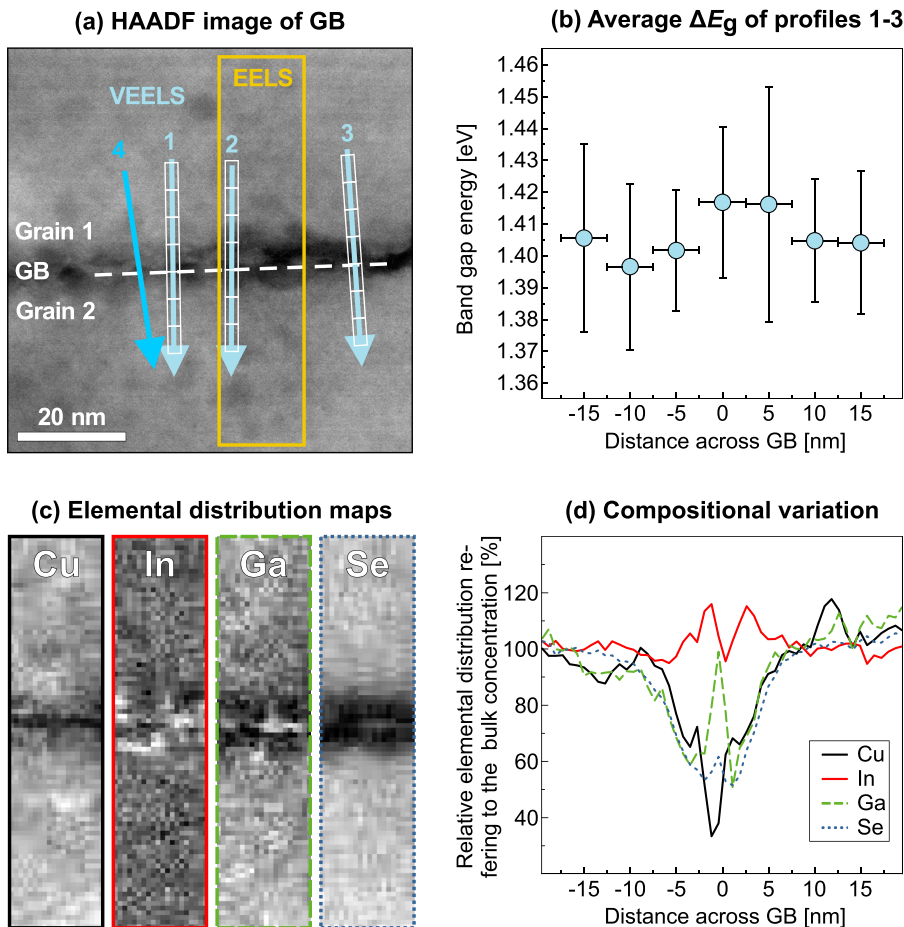 (a) HAADF image of GB
VEELS
EELS
4
1
2
3
Grain 1
GB
Grain 2
20 nm
(b) Average ΔEg of profiles 1-3
Band gap energy [eV]
1.46
1.45
1.44
1.43
1.42
1.41
1.40
1.39
1.38
1.37
1.36
-15 -10 -5 0 5 10 15
Distance across GB [nm]
(c) Elemental distribution maps
Cu In Ga Se
(d) Compositional variation
Relative elemental distribution re-
fering to the bulk concentration [%]
120
100
80
60
40
Cu
In
Ga
Se
-15 -10 -5 0 5 10 15
Distance across GB [nm]